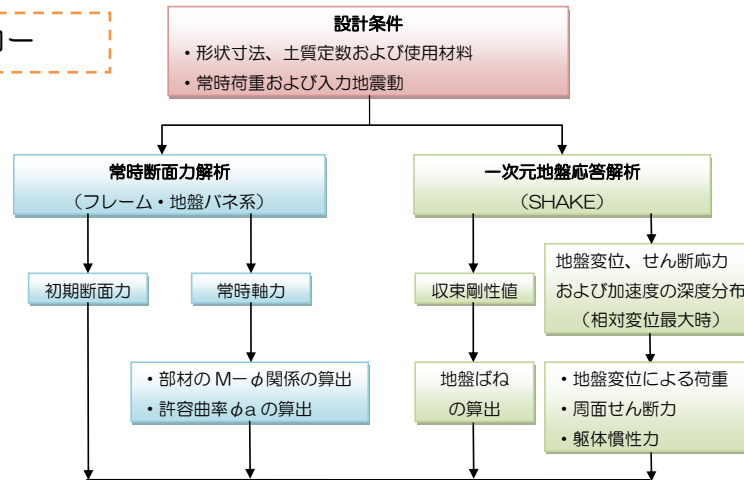 ー
設計条件
・形状寸法、土質定数および使用材料
・常時荷重および入力地震動
常時断面力解析
（フレーム・地盤バネ系）
一次元地盤応答解析
（SHAKE）
初期断面力
常時軸力
収束剛性値
地盤変位、せん断応力
および加速度の深度分布
（相対変位最大時）
・部材のM－φ関係の算出
・許容曲率φaの算出
地盤ばね
の算出
・地盤変位による荷重
・周面せん断力
・躯体慣性力